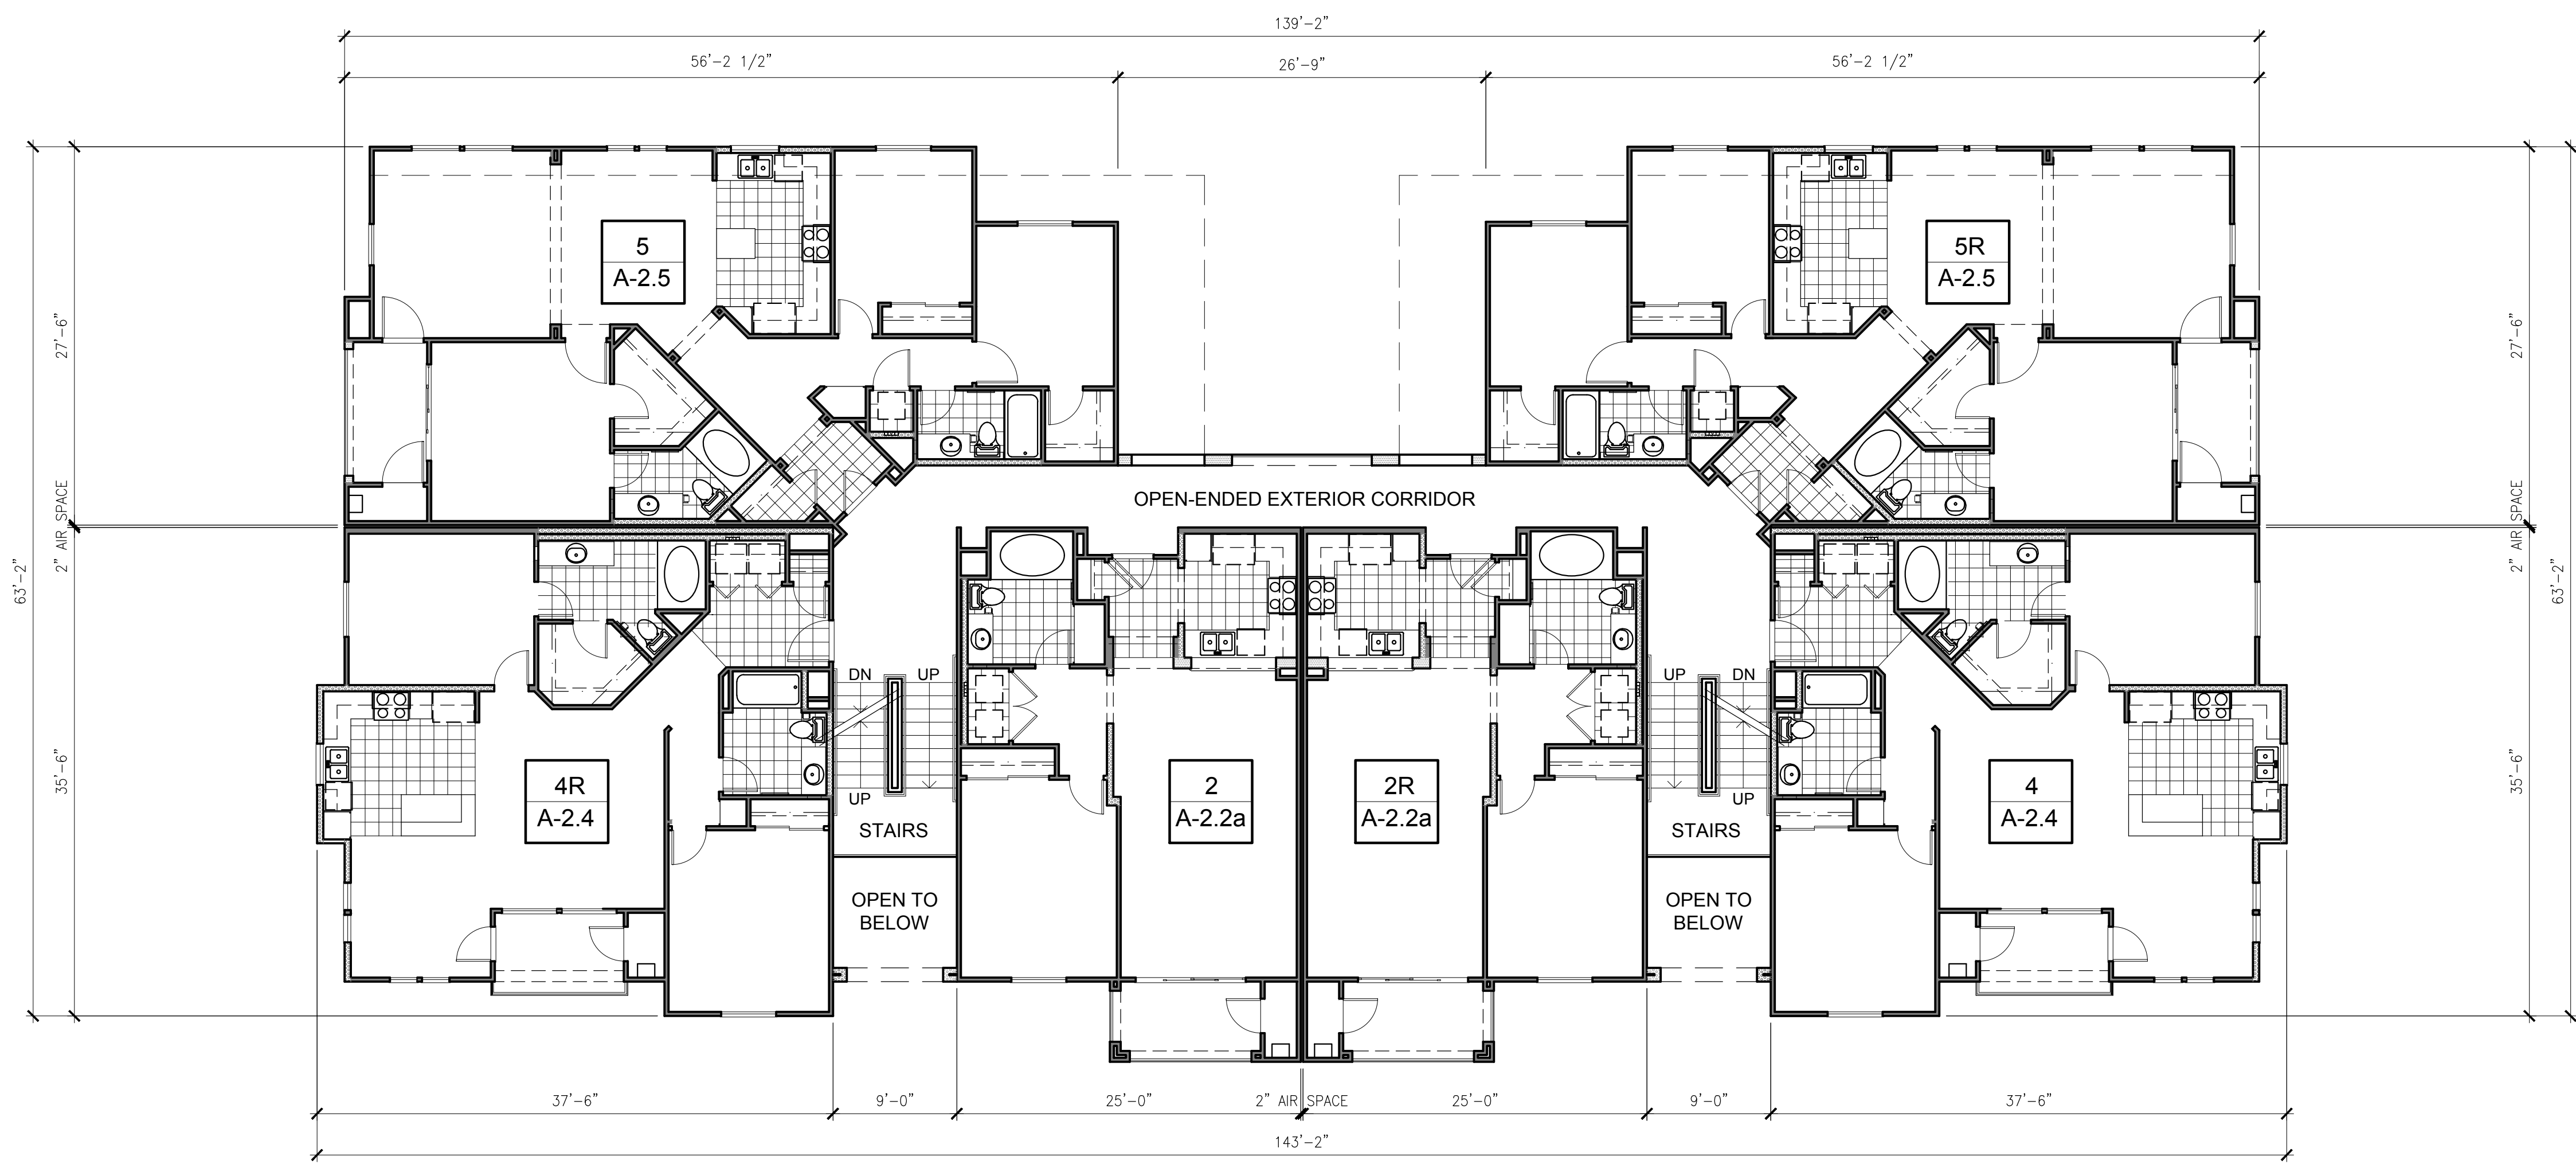 139'-2"
56'-2 1/2"
26'-9"
56'-2 1/2"
5
A-2.5
5R
A-2.5
27'-6"
27'-6"
OPEN-ENDED EXTERIOR CORRIDOR
2" AIR SPACE
2" AIR SPACE
63'-2"
63'-2"
DN
UP
UP
DN
35'-6"
35'-6"
4R
A-2.4
2
A-2.2a
2R
A-2.2a
4
A-2.4
UP
UP
STAIRS
STAIRS
OPEN TO
BELOW
OPEN TO
BELOW
37'-6"
9'-0"
25'-0"
2" AIR SPACE
25'-0"
9'-0"
37'-6"
143'-2"